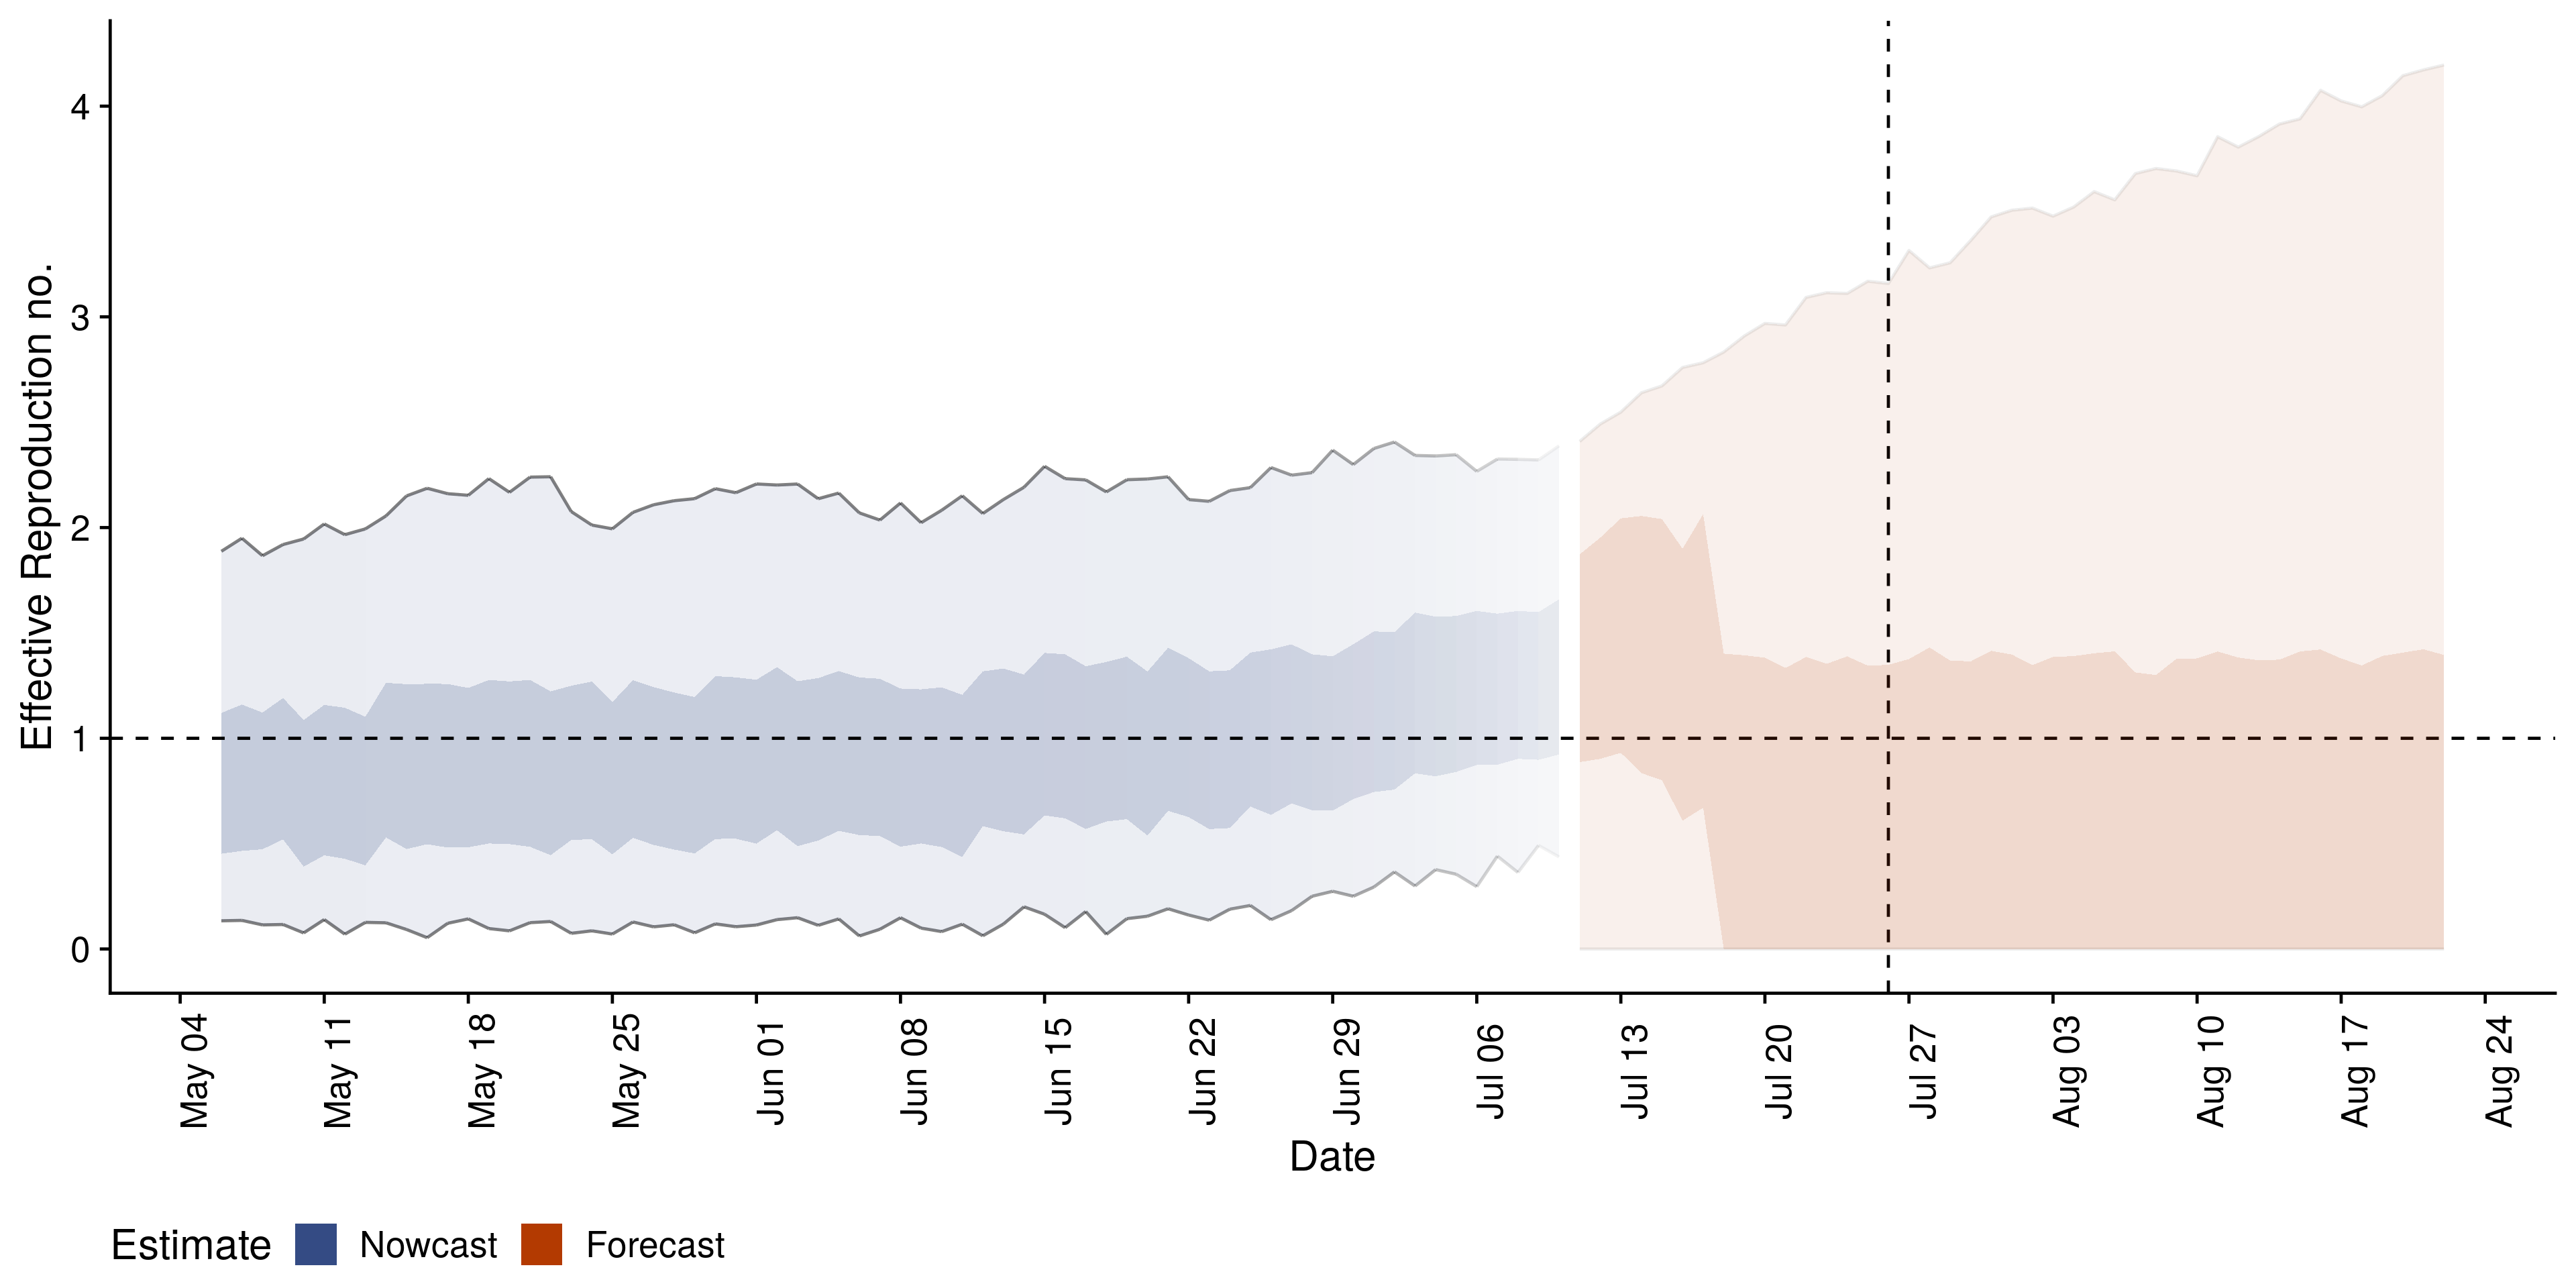 Effective Reproduction no.
4
3
2
1
0
May 04
May 11
May 18
May 25
Jun 01
Jun 08
Jun 15
Jun 22
Jun 29
Jul 06
Jul 13
Jul 20
Jul 27
Aug 03
Aug 10
Aug 17
Aug 24
Date
Estimate Nowcast Forecast